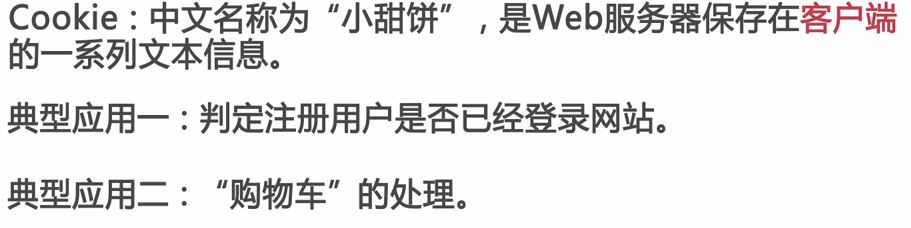 Cookie：中文名称为“小甜饼”，是Web服务器保存在客户端
的一系列文本信息。
典型应用一：判定注册用户是否已经登录网站。
典型应用二：“购物车”的处理。